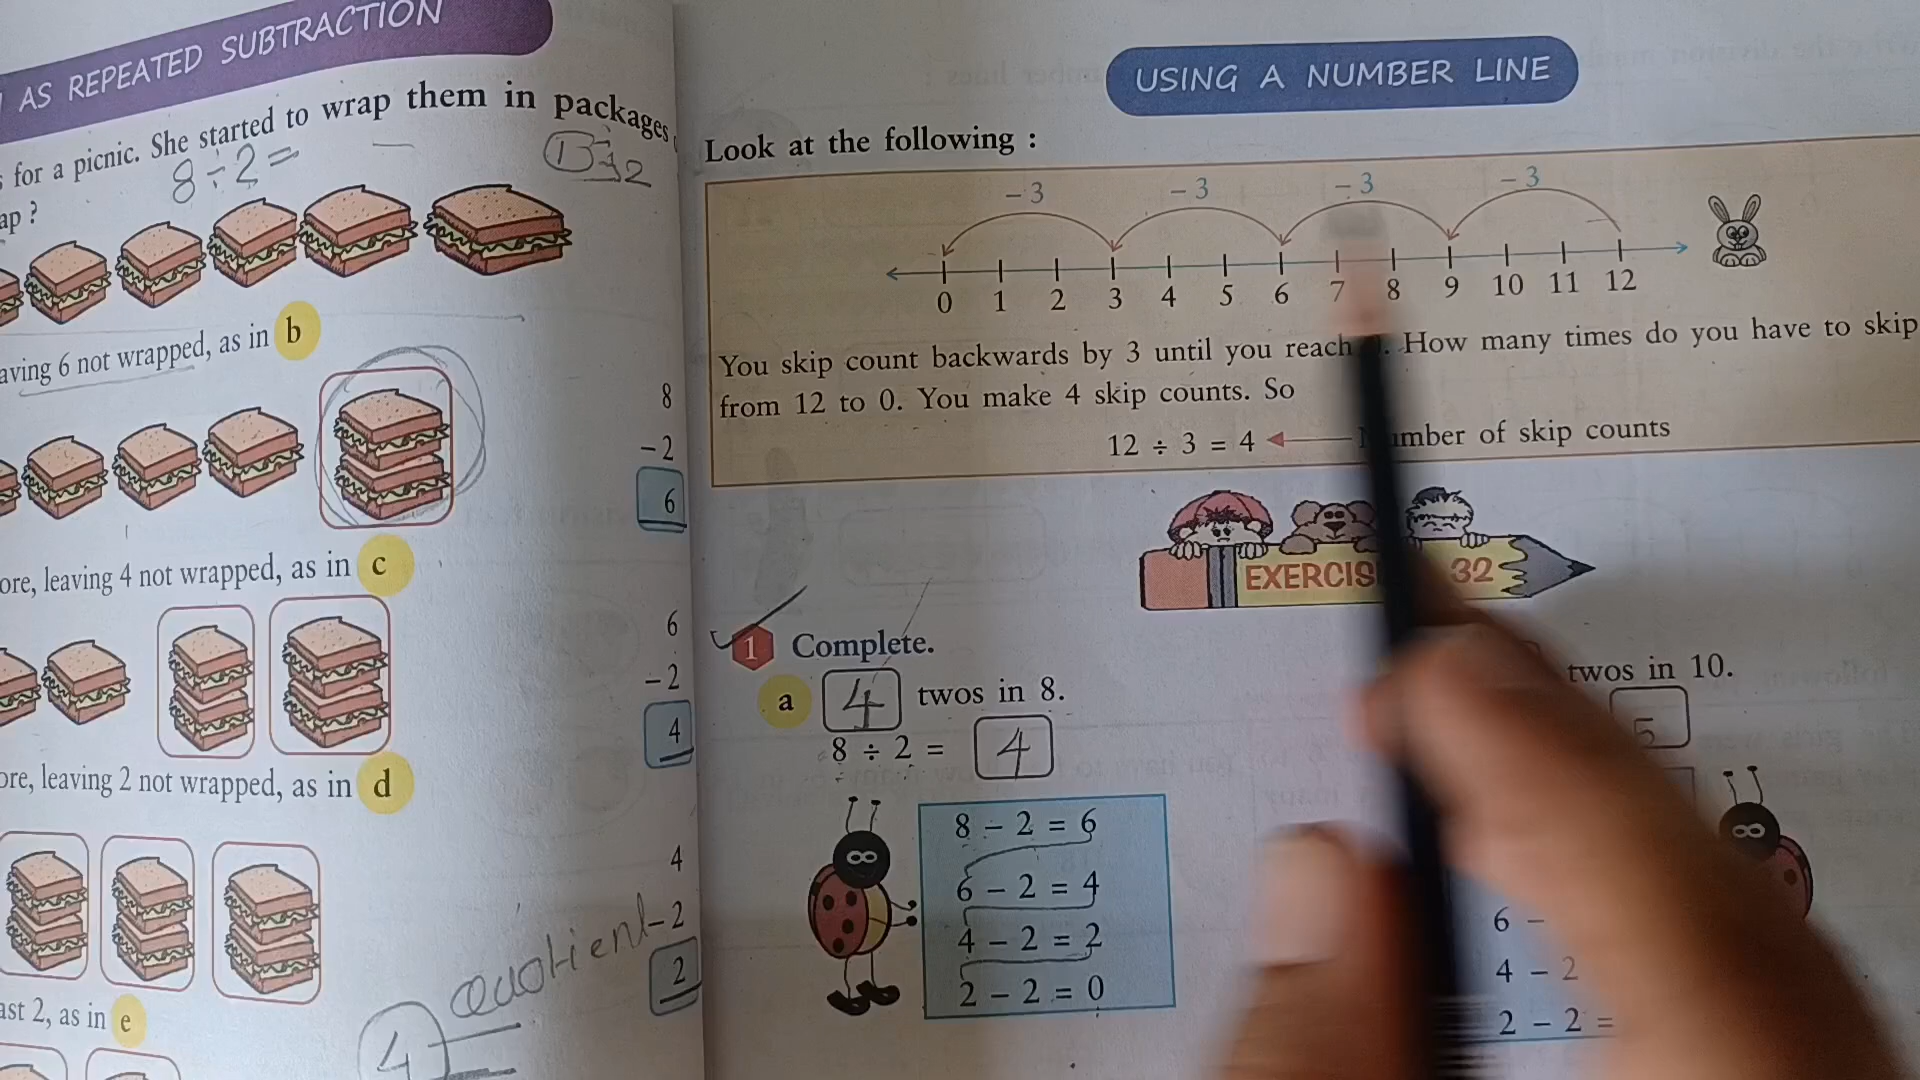 AS REPEATED SUBTRACTION
for a picnic. She started to wrap them in packages
8÷2=
ap ?
aving 6 not wrapped, as in b
8
- 2
6
ore, leaving 4 not wrapped, as in c
6
- 2
4
ore, leaving 2 not wrapped, as in d
4
- 2
2
quotient
ast 2, as in e
4
USING A NUMBER LINE
Look at the following :
- 3 - 3 - 3 - 3
0 1 2 3 4 5 6 7 8 9 10 11 12
You skip count backwards by 3 until you reach . How many times do you have to skip
from 12 to 0. You make 4 skip counts. So
12 ÷ 3 = 4 of skip counts
32
1 Complete.
a 4 twos in 8.
8 ÷ 2 = 4
8 - 2 = 6
6 - 2 = 4
4 - 2 = 2
2 - 2 = 0
twos in 10.
5
6 -
4 - 2
2 - 2 =